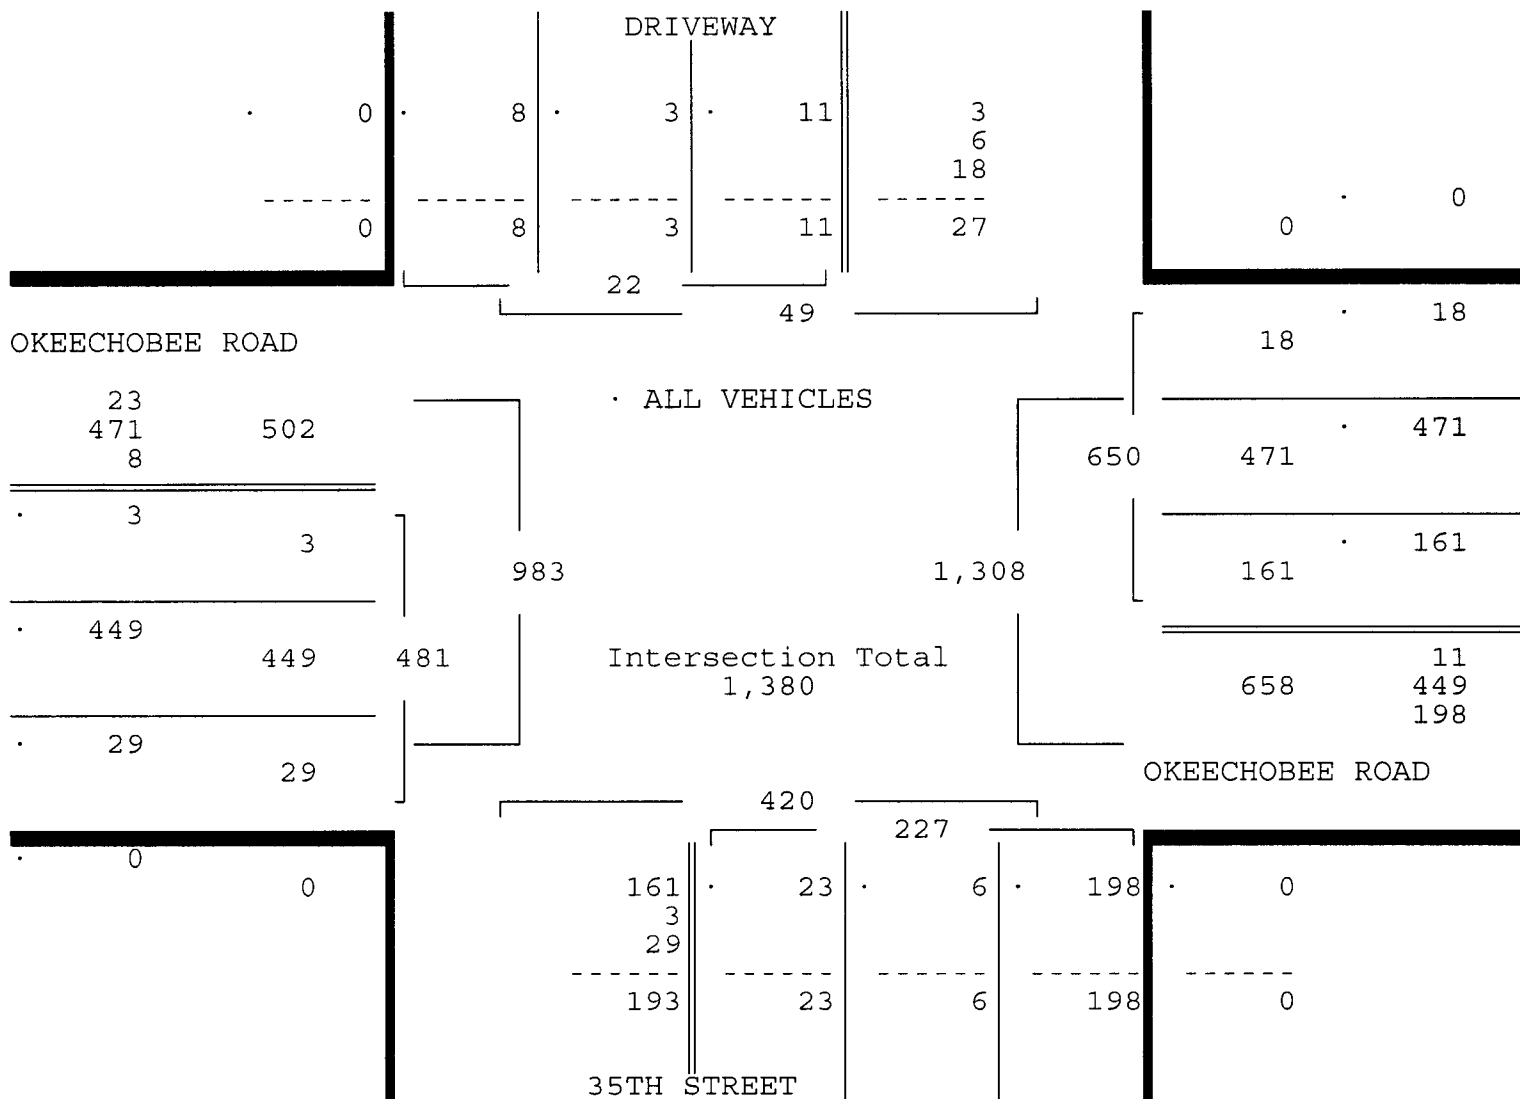 DRIVEWAY
· 0 · 8 · 3 · 11 3
6
18
· 0
------ ------ ------ ------ ------
0 8 3 11 27 0
22
49 · 18
OKEECHOBEE ROAD 18
23 · ALL VEHICLES
471 502 · 471
8 650 471
· 3
3 · 161
983 1,308 161
· 449
449 481 Intersection Total 11
1,380 658 449
198
· 29
29 OKEECHOBEE ROAD
420
227
· 0
0 161 · 23 · 6 · 198 · 0
3
29
------ ------ ------ ------ ------
193 23 6 198 0
35TH STREET